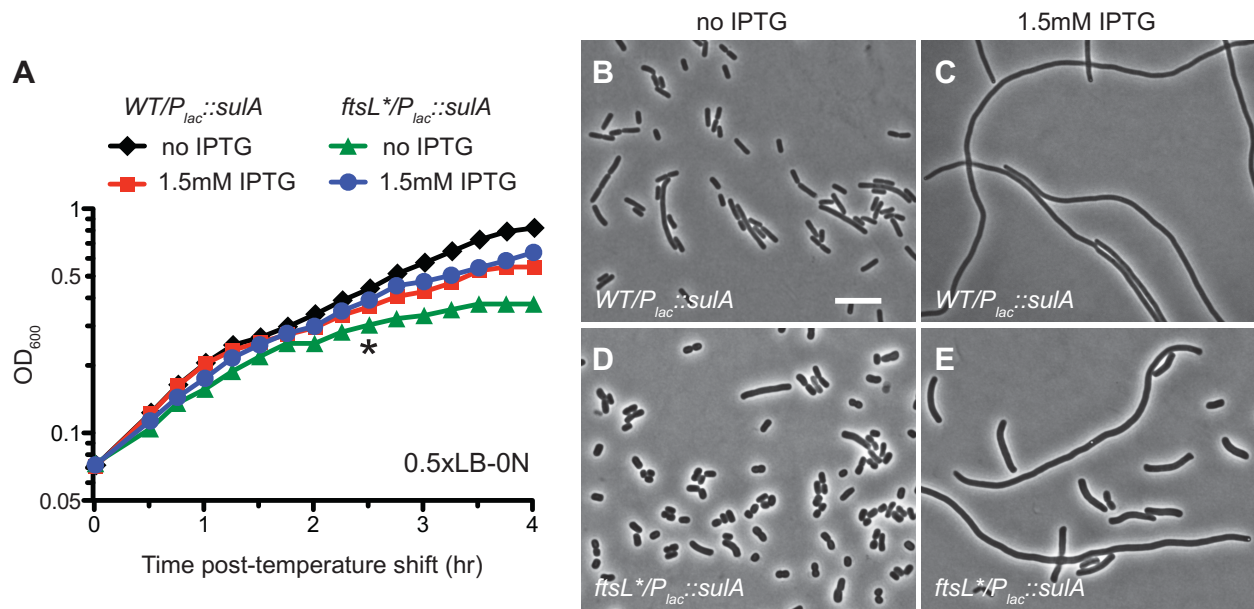 no IPTG
1.5mM IPTG
A
WT/Plac::sulA
ftsL*/Plac::sulA
no IPTG
no IPTG
1.5mM IPTG
1.5mM IPTG
1
0.5
0.1
0.05
OD600
*
0.5xLB-0N
0
1
2
3
4
Time post-temperature shift (hr)
B
WT/Plac::sulA
C
WT/Plac::sulA
D
ftsL*/Plac::sulA
E
ftsL*/Plac::sulA